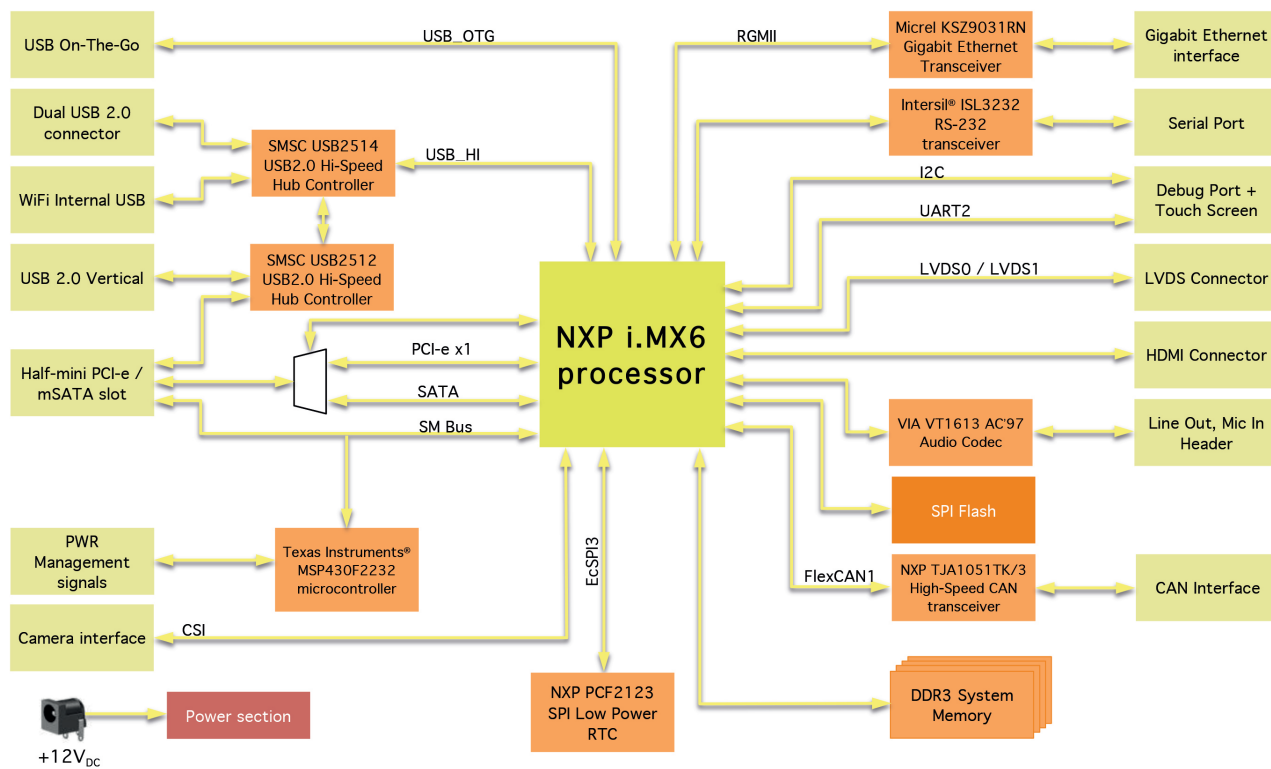 USB On-The-Go
USB_OTG
RGMII
Micrel KSZ9031RN
Gigabit Ethernet
Transceiver
Gigabit Ethernet
interface
Dual USB 2.0
connector
SMSC USB2514
USB2.0 Hi-Speed
Hub Controller
USB_HI
Intersil® ISL3232
RS-232
transceiver
Serial Port
WiFi Internal USB
I2C
UART2
Debug Port +
Touch Screen
USB 2.0 Vertical
SMSC USB2512
USB2.0 Hi-Speed
Hub Controller
LVDS0 / LVDS1
LVDS Connector
NXP i.MX6
processor
HDMI Connector
Half-mini PCI-e /
mSATA slot
PCI-e x1
SATA
SM Bus
VIA VT1613 AC'97
Audio Codec
Line Out, Mic In
Header
SPI Flash
PWR
Management
signals
Texas Instruments®
MSP430F2232
microcontroller
EcSPI3
FlexCAN1
NXP TJA1051TK/3
High-Speed CAN
transceiver
CAN Interface
Camera interface
CSI
NXP PCF2123
SPI Low Power
RTC
DDR3 System
Memory
Power section
+12VDC